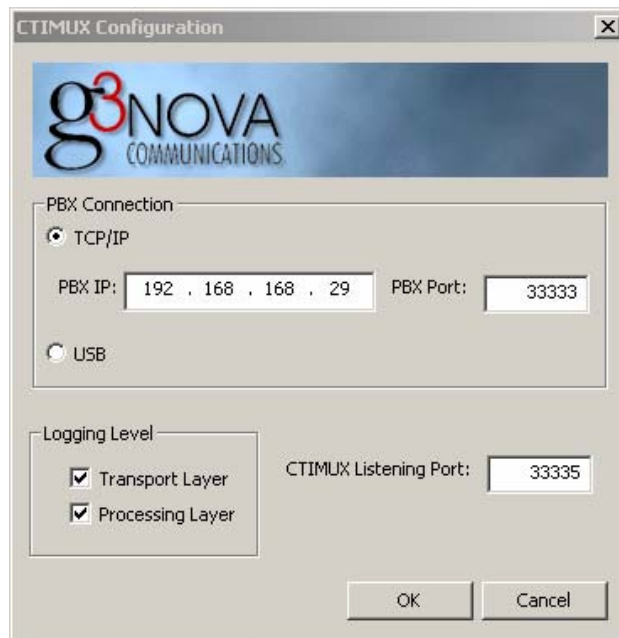 CTIMUX Configuration
g3NOVA
COMMUNICATIONS
PBX Connection
TCP/IP
PBX IP: 192 . 168 . 168 . 29 PBX Port: 33333
USB
Logging Level
Transport Layer
Processing Layer
CTIMUX Listening Port: 33335
OK Cancel